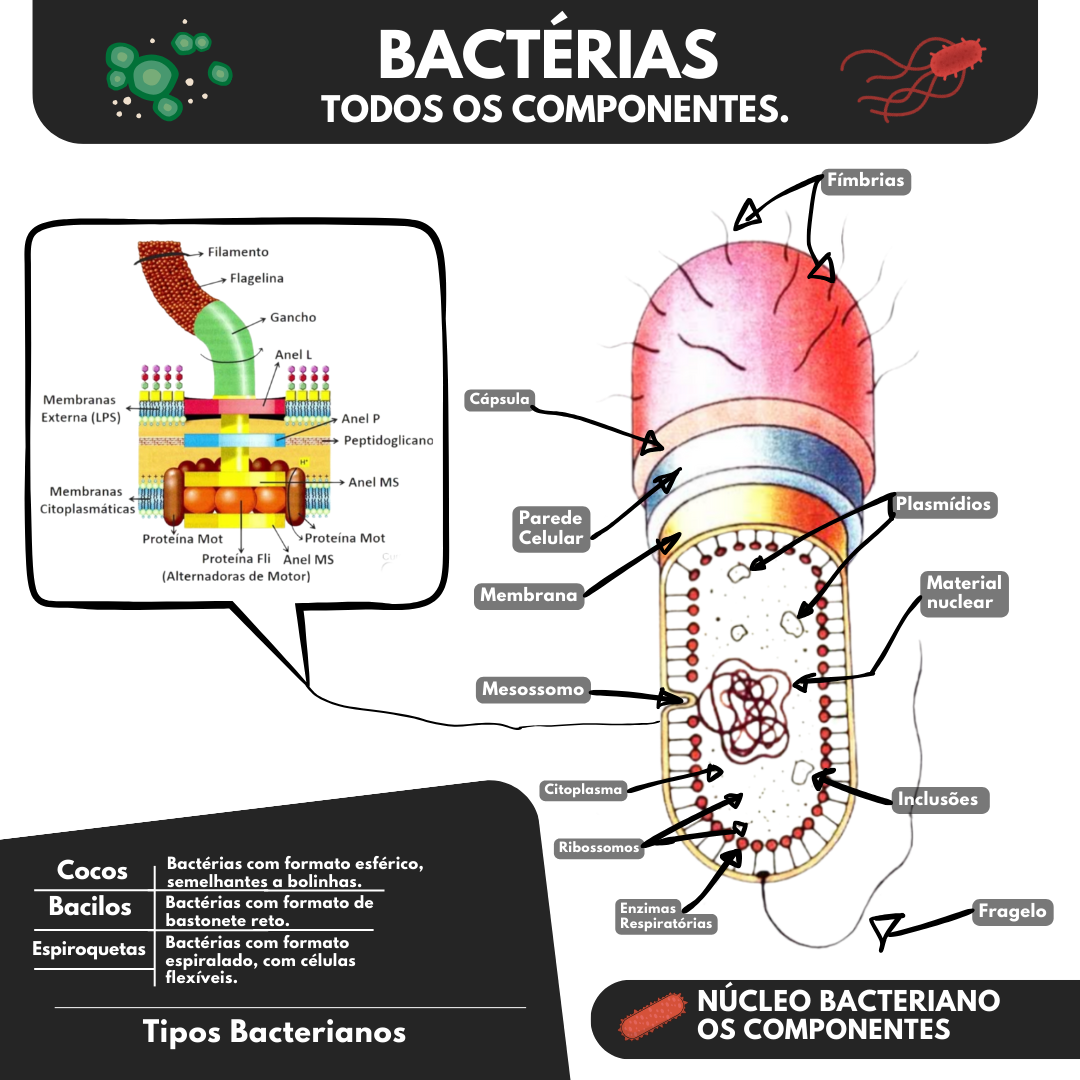 BACTÉRIAS
TODOS OS COMPONENTES.
Fímbrias
Filamento
Flagelina
Gancho
Anel L
Membranas
Externa (LPS)
Anel P
Peptidoglicano
H⁺
Anel MS
Membranas
Citoplasmáticas
Proteína Mot
Proteína Mot
Proteína Fli
Anel MS
(Alternadoras de Motor)
Cápsula
Parede
Celular
Plasmídios
Membrana
Material
nuclear
Mesossomo
Citoplasma
Inclusões
Ribossomos
Enzimas
Respiratórias
Fragelo
Cocos
Bactérias com formato esférico,
semelhantes a bolinhas.
Bacilos
Bactérias com formato de
bastonete reto.
Espiroquetas
Bactérias com formato
espiralado, com células
flexíveis.
Tipos Bacterianos
NÚCLEO BACTERIANO
OS COMPONENTES